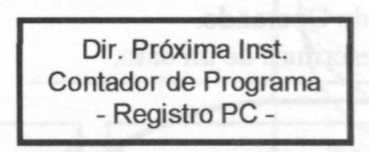 Dir. Próxima Inst.
Contador de Programa
- Registro PC -